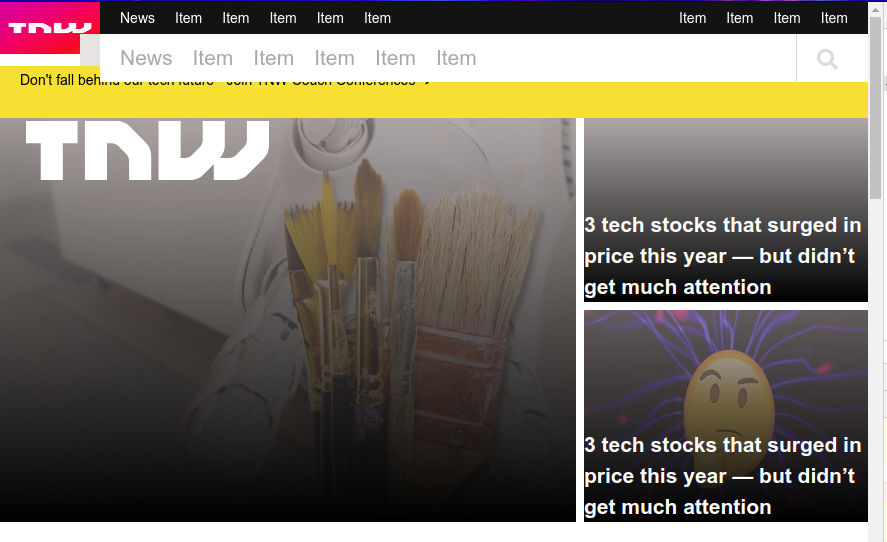 TNW
News Item Item Item Item Item
Item Item Item Item
News Item Item Item Item Item
Don't fall behind our tech future - Join TNW Couch Conferences →
TNW
3 tech stocks that surged in
price this year — but didn't
get much attention
3 tech stocks that surged in
price this year — but didn't
get much attention